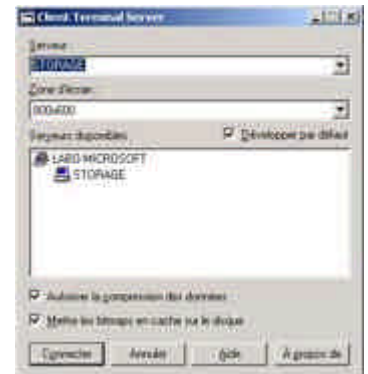 Client Terminal Server
Serveur
STORAGE
Zone d'écran
800x600
Serveurs disponibles
Développer par défaut
LABO-MICROSOFT
STORAGE
Autoriser la compression des données
Mettre les bitmaps en cache sur le disque
Connecter
Annuler
Aide
A propos de